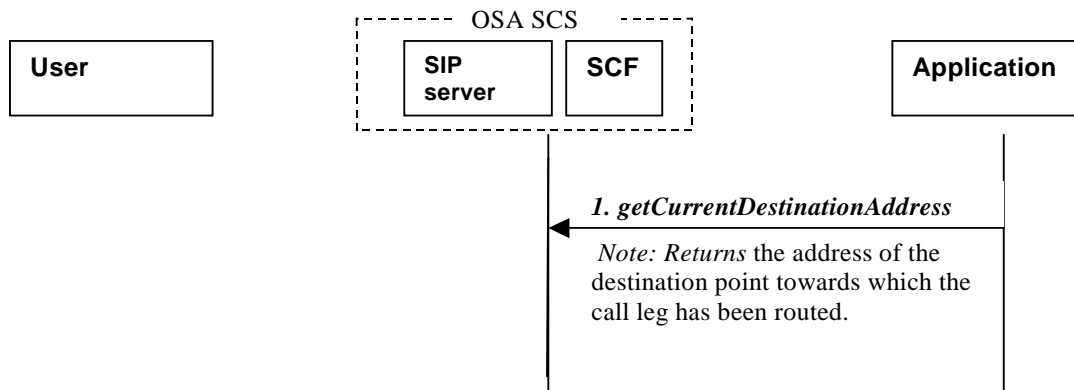 OSA SCS
User
SIP
server
SCF
Application
1. getCurrentDestinationAddress
Note: Returns the address of the
destination point towards which the
call leg has been routed.